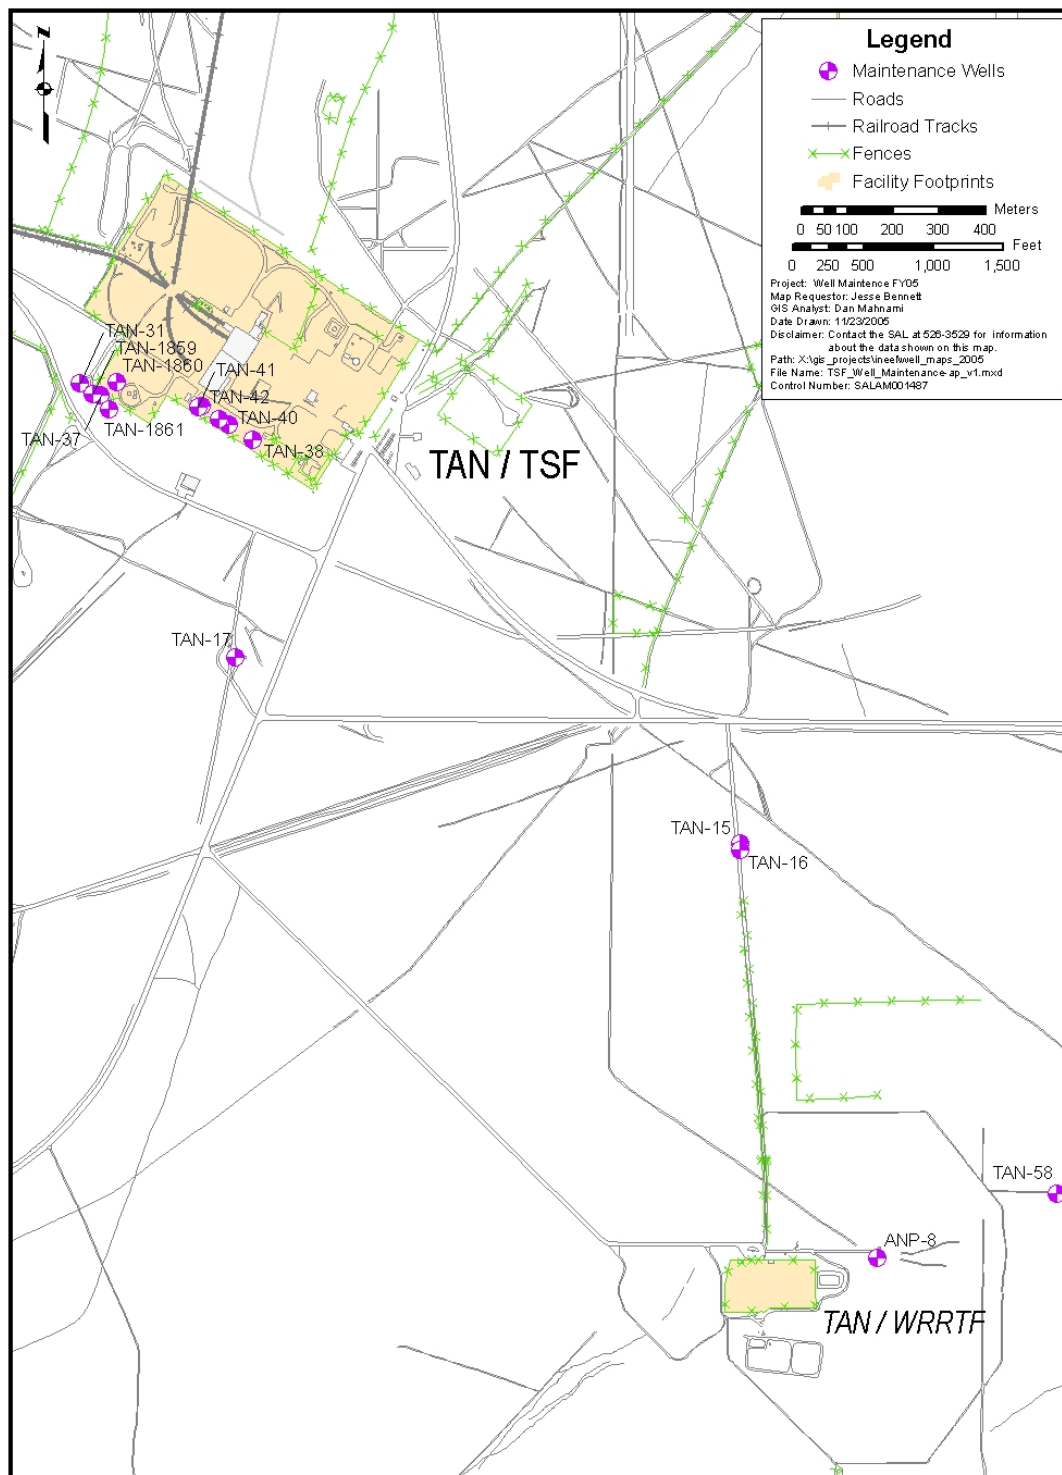 N
Legend
Maintenance Wells
Roads
Railroad Tracks
Fences
Facility Footprints
Meters
0 50 100 200 300 400
Feet
0 250 500 1,000 1,500
Project: Well Maintence FY05
Map Requestor: Jesse Bennett
GIS Analyst: Dan Mahnami
Date Drawn: 11/23/2005
Disclaimer: Contact the SAL at 526-3529 for information
about the data shown on this map.
Path: X:\gis_projects\ineel\well_maps_2005
File Name: TSF_Well_Maintenance-ap_v1.mxd
Control Number: SALAM001487
TAN-31
TAN-1859
TAN-1860
TAN-41
TAN-42
TAN-40
TAN-1861
TAN-37
TAN-38
TAN / TSF
TAN-17
TAN-15
TAN-16
TAN-58
ANP-8
TAN / WRRTF